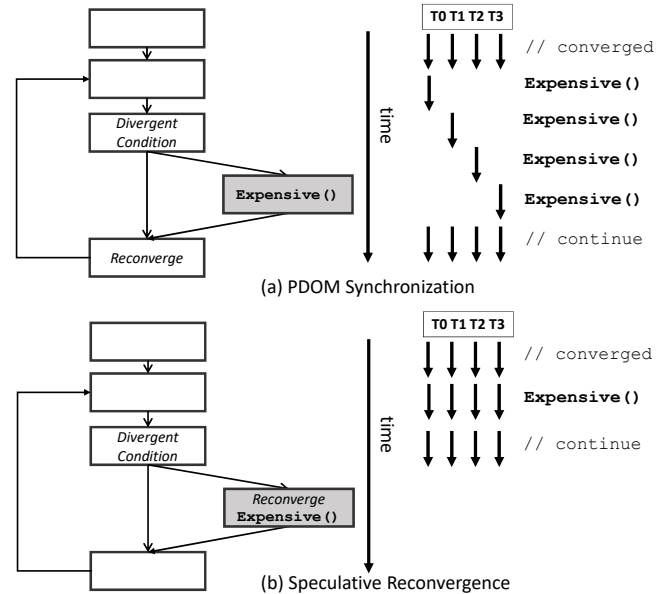 T0 T1 T2 T3
// converged
Expensive()
Divergent
Condition
Expensive()
time
Expensive()
Expensive()
Expensive()
// continue
Reconverge
(a) PDOM Synchronization
T0 T1 T2 T3
// converged
time
Expensive()
Divergent
Condition
// continue
Reconverge
Expensive()
(b) Speculative Reconvergence